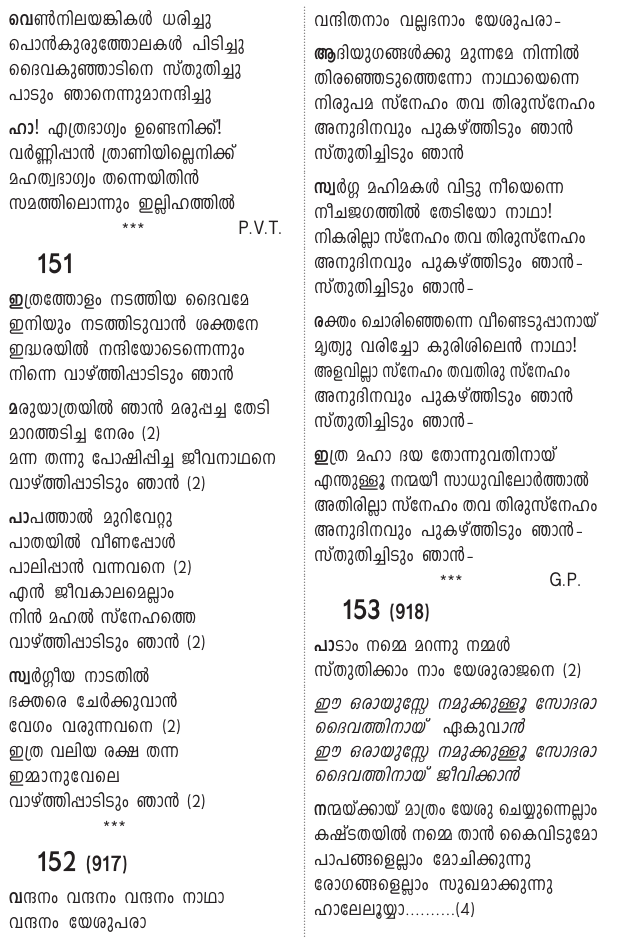 വെൺനിലയങ്കികൾ ധരിച്ചു
പൊൻകുരുത്തോലകൾ പിടിച്ചു
ദൈവകുഞ്ഞാടിനെ സ്തുതിച്ചു
പാടും ഞാനെന്നുമാനന്ദിച്ചു
ഹാ! എത്രഭാഗ്യം ഉണ്ടെനിക്ക്!
വർണ്ണിപ്പാൻ ത്രാണിയില്ലെനിക്ക്
മഹത്വഭാഗ്യം തന്നെയിതിൻ
സമത്തിലൊന്നും ഇല്ലിഹത്തിൽ
*** P.V.T.
151
ഇത്രത്തോളം നടത്തിയ ദൈവമേ
ഇനിയും നടത്തിടുവാൻ ശക്തനേ
ഇദ്ധരയിൽ നന്ദിയോടെന്നെന്നും
നിന്നെ വാഴ്ത്തിപ്പാടിടും ഞാൻ
മരുയാത്രയിൽ ഞാൻ മരുപ്പച്ച തേടി
മാറത്തടിച്ച നേരം (2)
മന്ന തന്നു പോഷിപ്പിച്ച ജീവനാഥനെ
വാഴ്ത്തിപ്പാടിടും ഞാൻ (2)
പാപത്താൽ മുറിവേറ്റു
പാതയിൽ വീണപ്പോൾ
പാലിപ്പാൻ വന്നവനെ (2)
എൻ ജീവകാലമെല്ലാം
നിൻ മഹൽ സ്നേഹത്തെ
വാഴ്ത്തിപ്പാടിടും ഞാൻ (2)
സ്വർഗ്ഗീയ നാടതിൽ
ഭക്തരെ ചേർക്കുവാൻ
വേഗം വരുന്നവനെ (2)
ഇത്ര വലിയ രക്ഷ തന്ന
ഇമ്മാനുവേലെ
വാഴ്ത്തിപ്പാടിടും ഞാൻ (2)
***
152 (917)
വന്ദനം വന്ദനം വന്ദനം നാഥാ
വന്ദനം യേശുപരാ
വന്ദിതനാം വല്ലഭനാം യേശുപരാ-
ആദിയുഗങ്ങൾക്കു മുന്നമേ നിന്നിൽ
തിരഞ്ഞെടുത്തെന്നോ നാഥായെന്നെ
നിരുപമ സ്നേഹം തവ തിരുസ്നേഹം
അനുദിനവും പുകഴ്ത്തിടും ഞാൻ
സ്തുതിച്ചിടും ഞാൻ
സ്വർഗ്ഗ മഹിമകൾ വിട്ടു നീയെന്നെ
നീചജഗത്തിൽ തേടിയോ നാഥാ!
നികരില്ലാ സ്നേഹം തവ തിരുസ്നേഹം
അനുദിനവും പുകഴ്ത്തിടും ഞാൻ-
സ്തുതിച്ചിടും ഞാൻ-
രക്തം ചൊരിഞ്ഞെന്നെ വീണ്ടെടുപ്പാനായ്
മൃത്യു വരിച്ചോ കുരിശിലെൻ നാഥാ!
അളവില്ലാ സ്നേഹം തവതിരു സ്നേഹം
അനുദിനവും പുകഴ്ത്തിടും ഞാൻ
സ്തുതിച്ചിടും ഞാൻ-
ഇത്ര മഹാ ദയ തോന്നുവതിനായ്
എന്തുള്ളൂ നന്മയീ സാധുവിലോർത്താൽ
അതിരില്ലാ സ്നേഹം തവ തിരുസ്നേഹം
അനുദിനവും പുകഴ്ത്തിടും ഞാൻ-
സ്തുതിച്ചിടും ഞാൻ-
*** G.P.
153 (918)
പാടാം നമ്മെ മറന്നു നമ്മൾ
സ്തുതിക്കാം നാം യേശുരാജനെ (2)
ഈ ഒരായുസ്സേ നമുക്കുള്ളൂ സോദരാ
ദൈവത്തിനായ് ഏകുവാൻ
ഈ ഒരായുസ്സേ നമുക്കുള്ളൂ സോദരാ
ദൈവത്തിനായ് ജീവിക്കാൻ
നന്മയ്ക്കായ് മാത്രം യേശു ചെയ്യുന്നെല്ലാം
കഷ്ടതയിൽ നമ്മെ താൻ കൈവിടുമോ
പാപങ്ങളെല്ലാം മോചിക്കുന്നു
രോഗങ്ങളെല്ലാം സുഖമാക്കുന്നു
ഹാലേലൂയ്യാ..........(4)